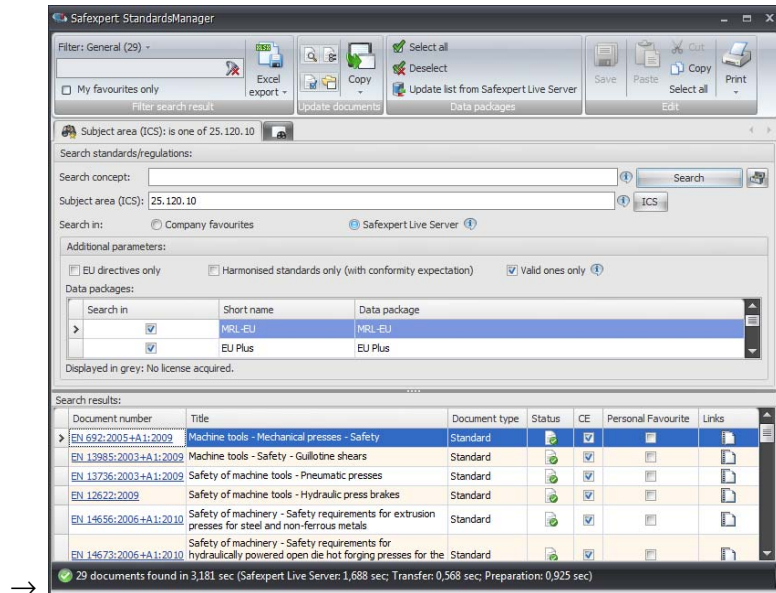 Safexpert StandardsManager
Filter: General (29)
My favourites only
Filter search result
Excel
export
Update documents
Copy
Select all
Deselect
Update list from Safexpert Live Server
Data packages
Save
Paste
Cut
Copy
Select all
Edit
Print
Subject area (ICS): is one of 25.120.10
Search standards/regulations:
Search concept:
Search
Subject area (ICS): 25.120.10
ICS
Search in: Company favourites Safexpert Live Server
Additional parameters:
EU directives only Harmonised standards only (with conformity expectation) Valid ones only
Data packages:
Search in Short name Data package
MRL-EU MRL-EU
EU Plus EU Plus
Displayed in grey: No license acquired.
Search results:
Document number Title Document type Status CE Personal Favourite Links
EN 692:2005+A1:2009 Machine tools - Mechanical presses - Safety Standard
EN 13985:2003+A1:2009 Machine tools - Safety - Guillotine shears Standard
EN 13736:2003+A1:2009 Safety of machine tools - Pneumatic presses Standard
EN 12622:2009 Safety of machine tools - Hydraulic press brakes Standard
EN 14656:2006+A1:2010 Safety of machinery - Safety requirements for extrusion Standard
presses for steel and non-ferrous metals
Safety of machinery - Safety requirements for
EN 14673:2006+A1:2010 hydraulically powered open die hot forging presses for the Standard
→ 29 documents found in 3,181 sec (Safexpert Live Server: 1,688 sec; Transfer: 0,568 sec; Preparation: 0,925 sec)